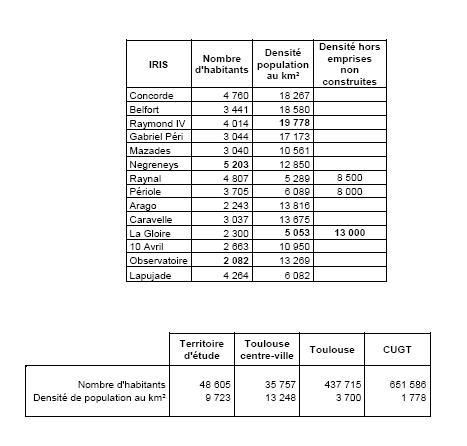 IRIS Nombre d'habitants Densité population au km² Densité hors emprises non construites
Concorde 4 760 18 267
Belfort 3 441 18 580
Raymond IV 4 014 19 778
Gabriel Péri 3 044 17 173
Mazades 3 040 10 561
Negreneys 5 203 12 850
Raynal 4 807 5 289 8 500
Périole 3 705 6 089 8 000
Arago 2 243 13 816
Caravelle 3 037 13 675
La Gloire 2 300 5 053 13 000
10 Avril 2 663 10 950
Observatoire 2 082 13 269
Lapujade 4 264 6 082
Territoire d'étude Toulouse centre-ville Toulouse CUGT
Nombre d'habitants 48 605 35 757 437 715 651 586
Densité de population au km² 9 723 13 248 3 700 1 778